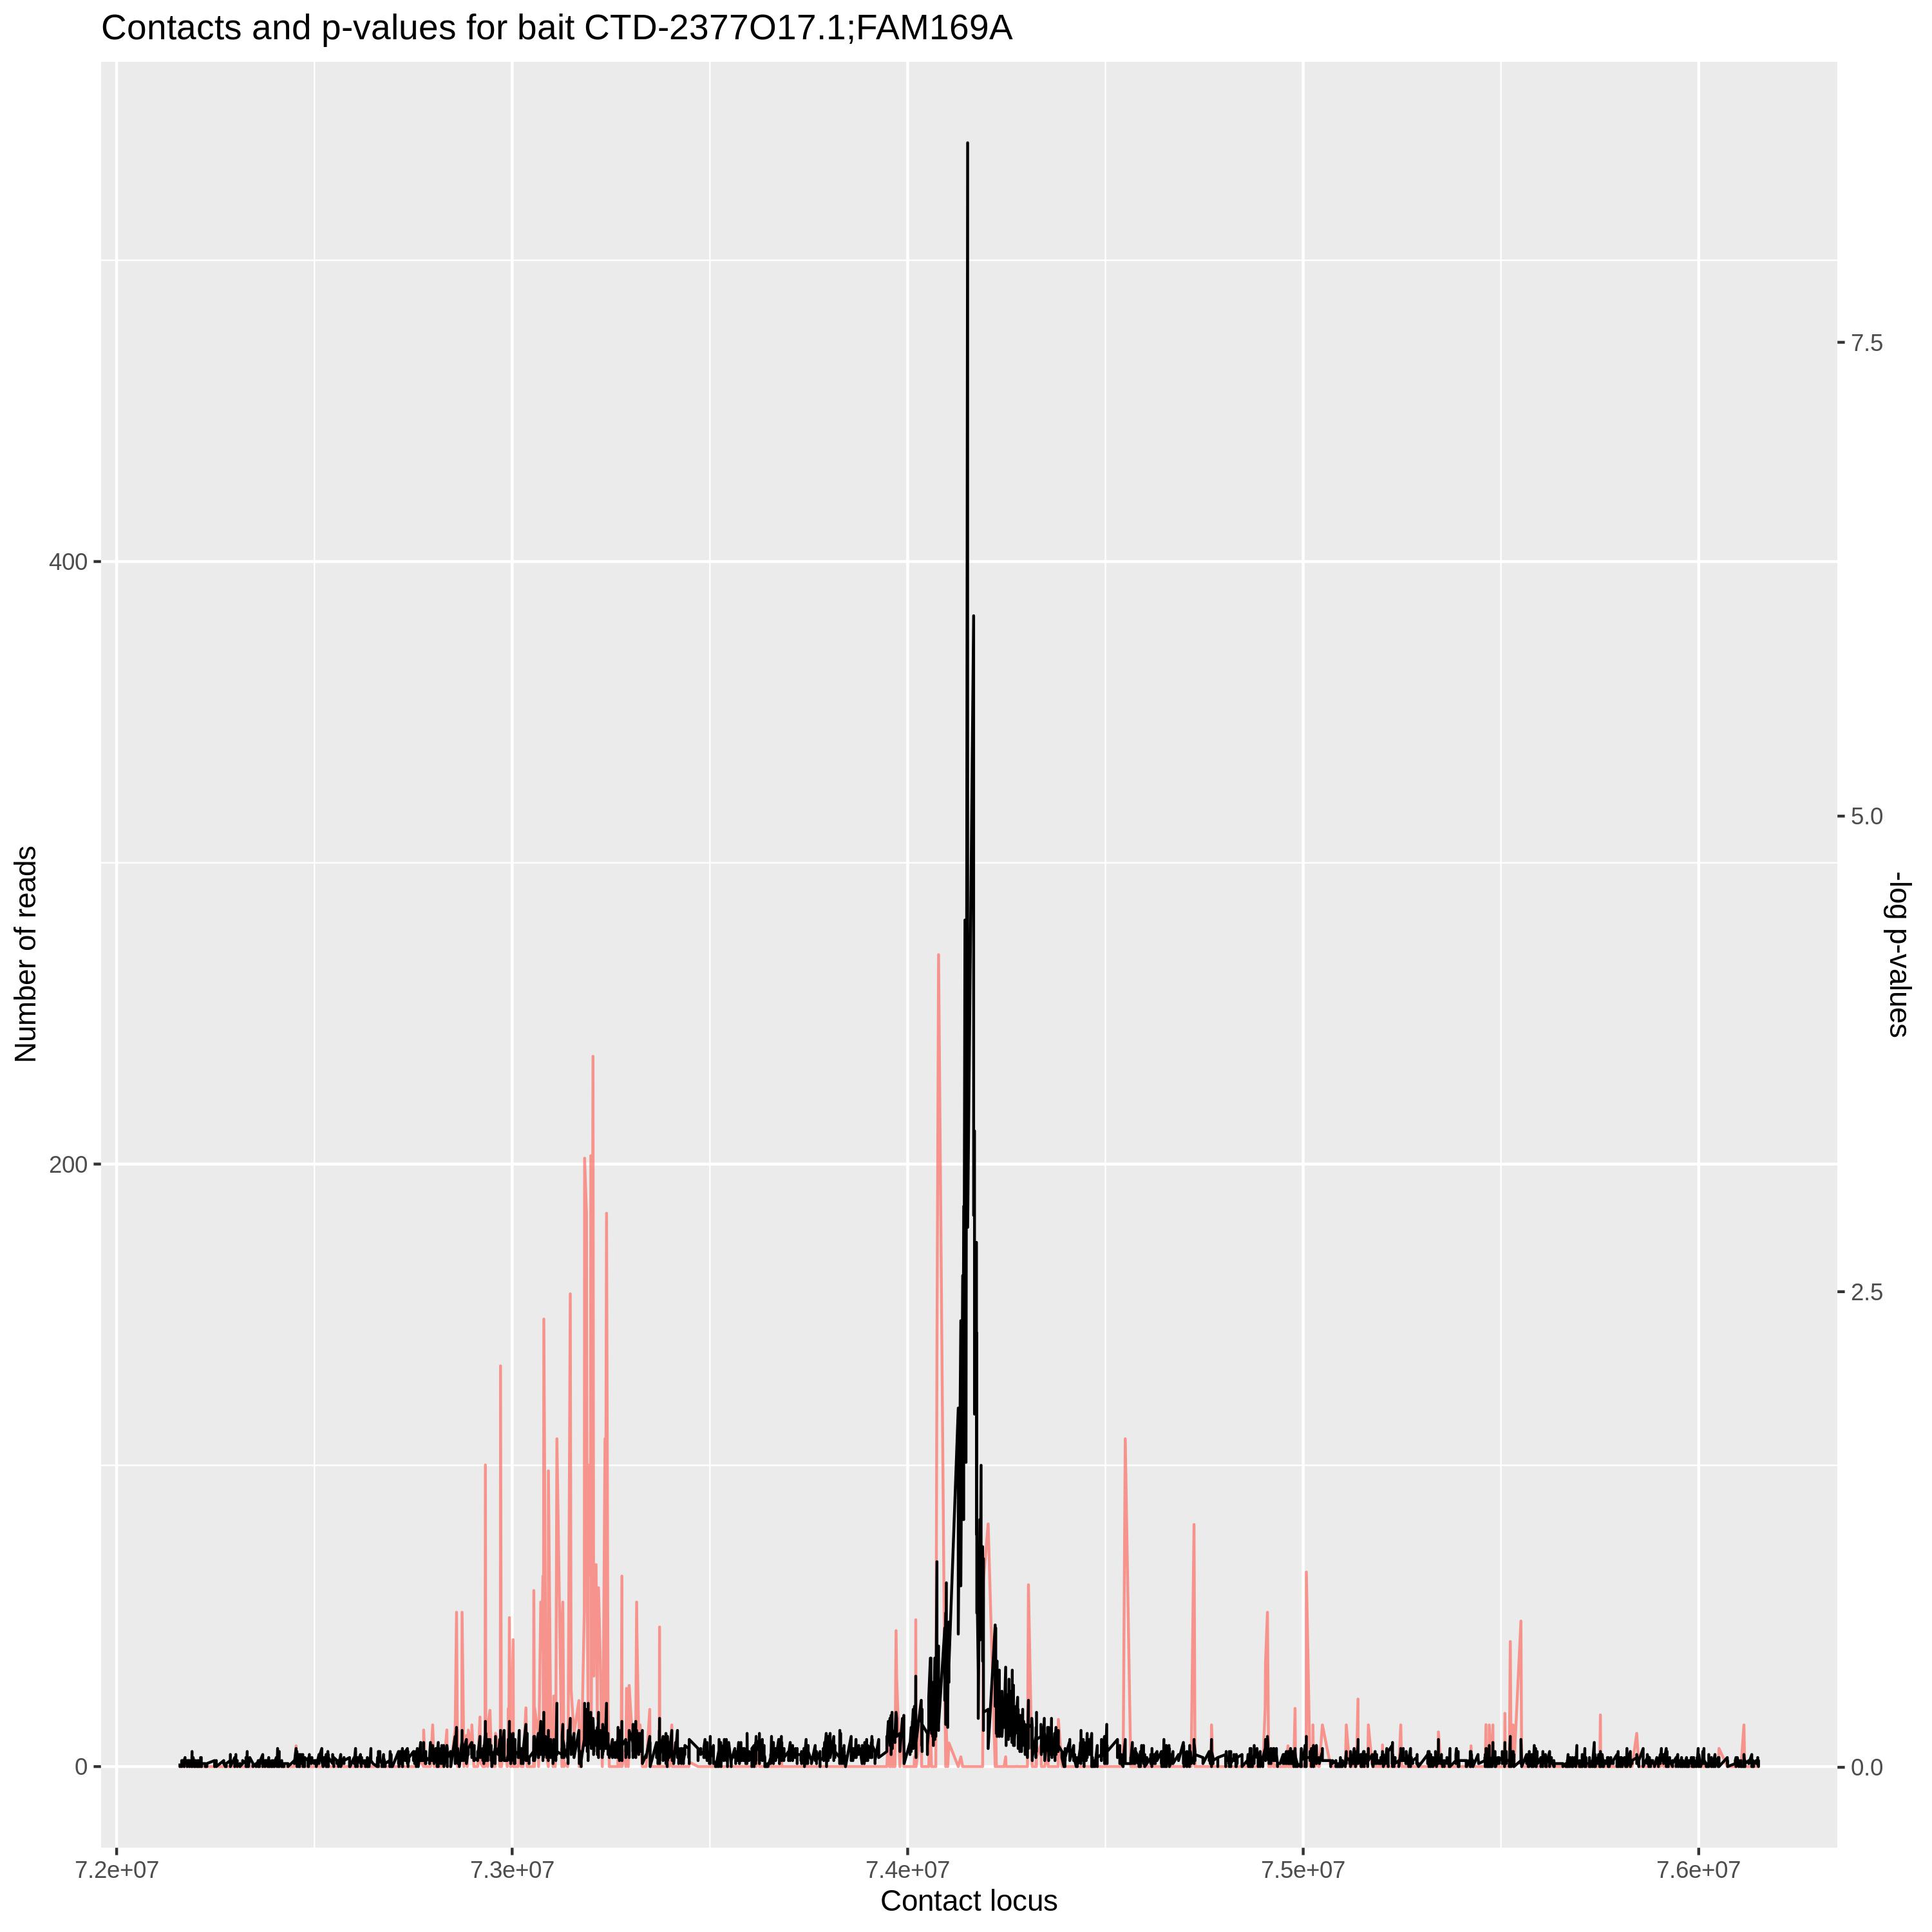 Contacts and p-values for bait CTD-2377O17.1;FAM169A
Number of reads
400
200
0
7.5
5.0
2.5
0.0
-log p-values
7.2e+07 7.3e+07 7.4e+07 7.5e+07 7.6e+07
Contact locus